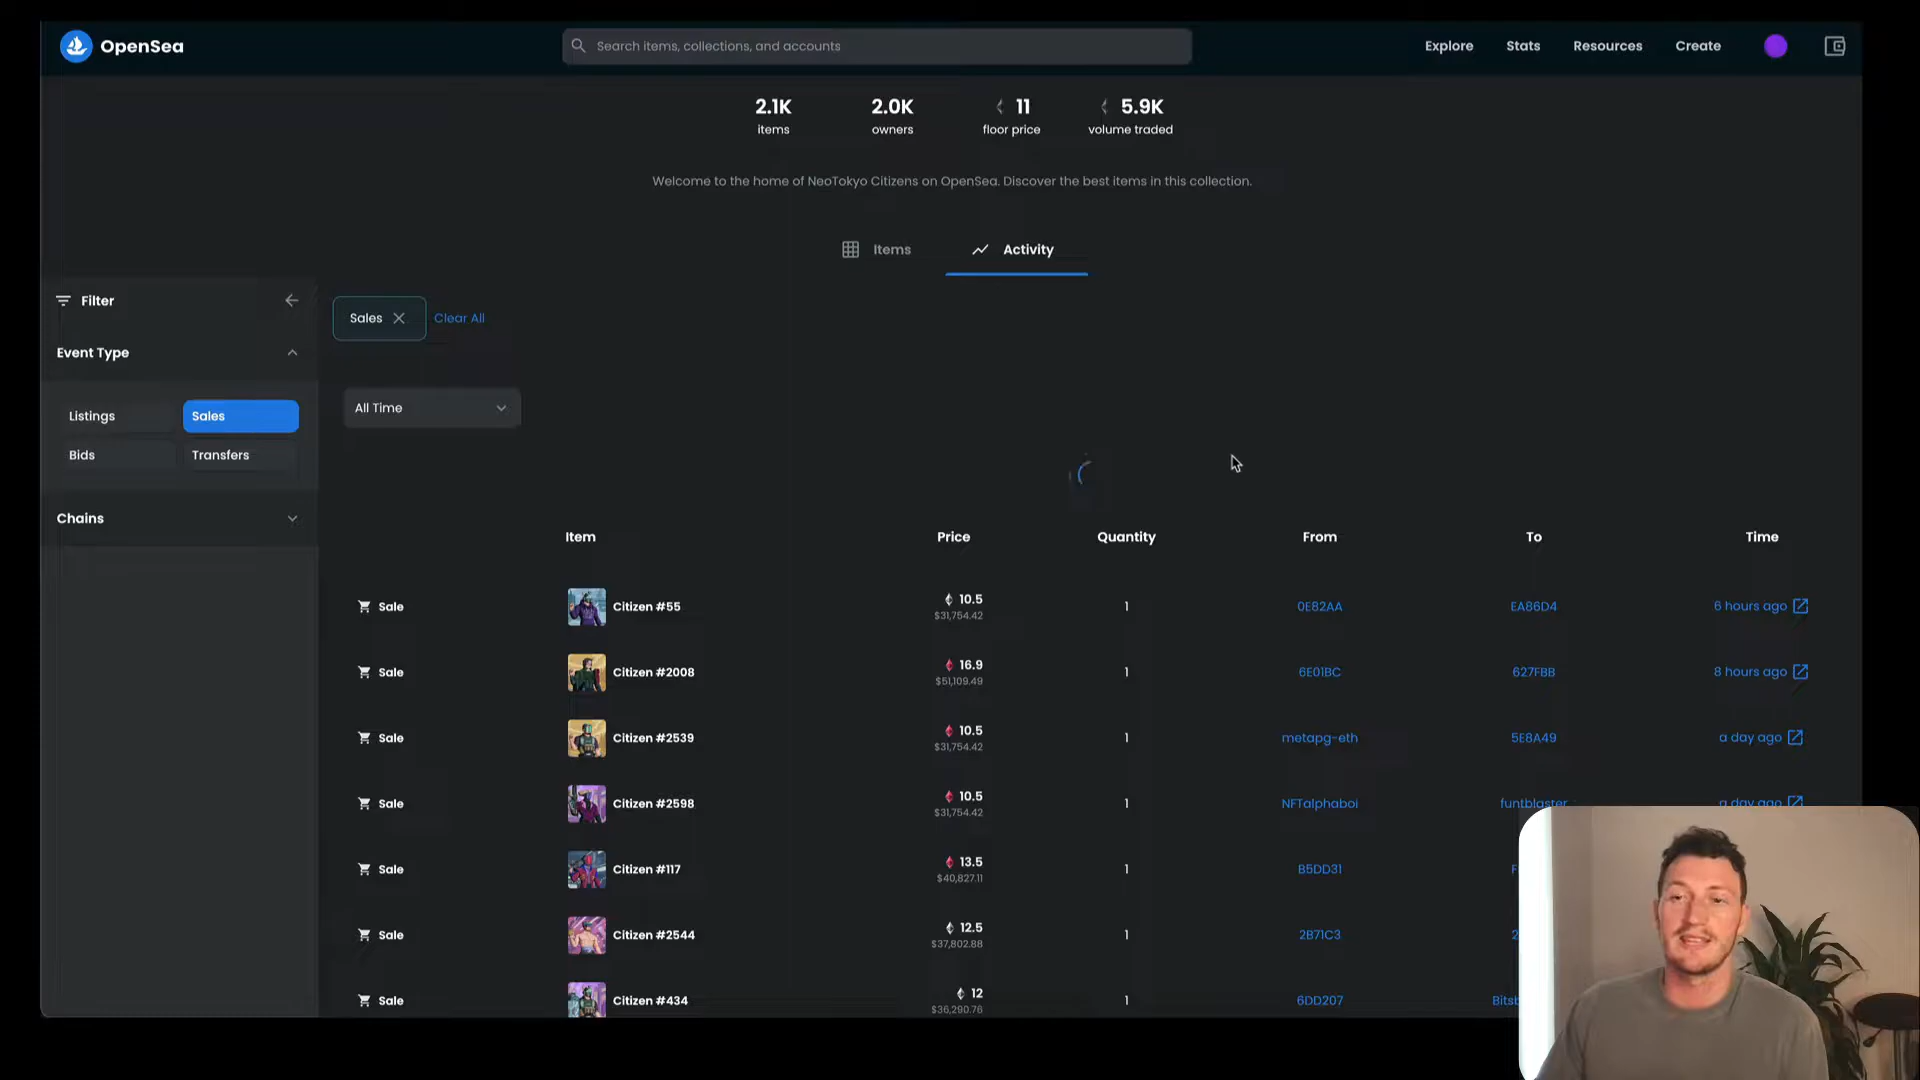 OpenSea
Search items, collections, and accounts
Explore Stats Resources Create
2.1K 2.0K 11 5.9K
items owners floor price volume traded
Welcome to the home of NeoTokyo Citizens on OpenSea. Discover the best items in this collection.
Items Activity
Filter
Sales Clear All
Event Type
All Time
Listings Sales
Bids Transfers
Chains
Item Price Quantity From To Time
Sale Citizen #55 10.5 1 0E82AA EA86D4 6 hours ago
$31,754.42
Sale Citizen #2008 16.9 1 6E01BC 627FBB 8 hours ago
$51,109.49
Sale Citizen #2539 10.5 1 metapg-eth 5E8A49 a day ago
$31,754.42
Sale Citizen #2598 10.5 1 NFTalphaboi funtblaster a day ago
$31,754.42
Sale Citizen #117 13.5 1 B5DD31 F
$40,827.11
Sale Citizen #2544 12.5 1 2B71C3 2
$37,802.88
Sale Citizen #434 12 1 6DD207 Bitsb
$36,290.76